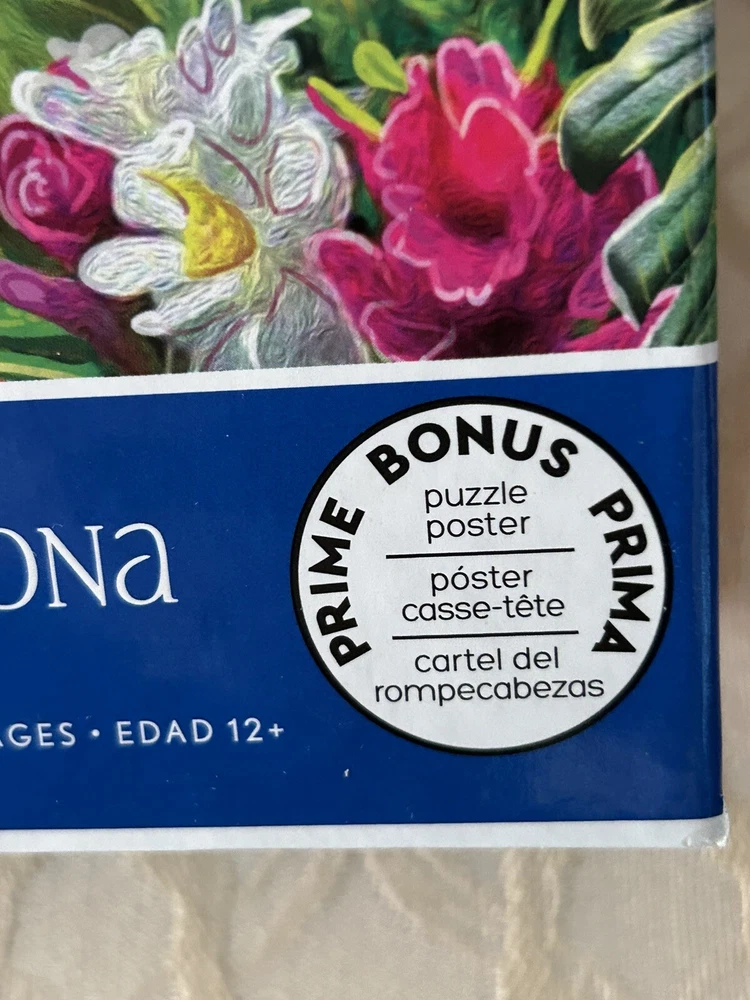 ona
AGES • EDAD 12+
PRIME BONUS PRIMA
puzzle
poster
póster
casse-tête
cartel del
rompecabezas